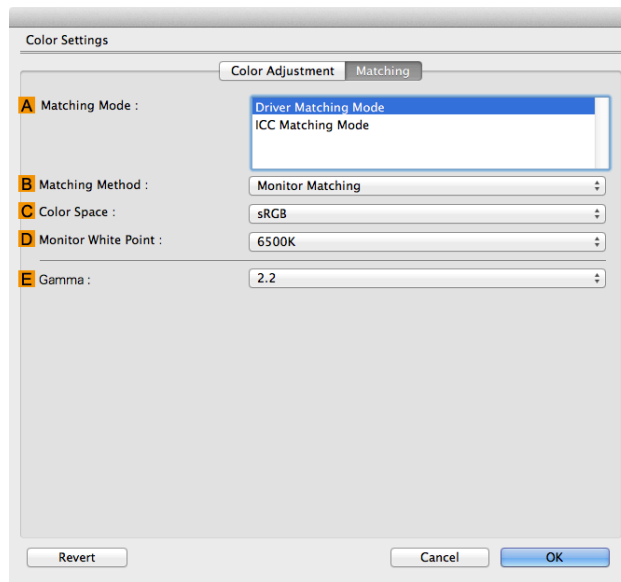 Color Settings
Color Adjustment Matching
A Matching Mode : Driver Matching Mode
ICC Matching Mode
B Matching Method : Monitor Matching
C Color Space : sRGB
D Monitor White Point : 6500K
E Gamma : 2.2
Revert Cancel OK